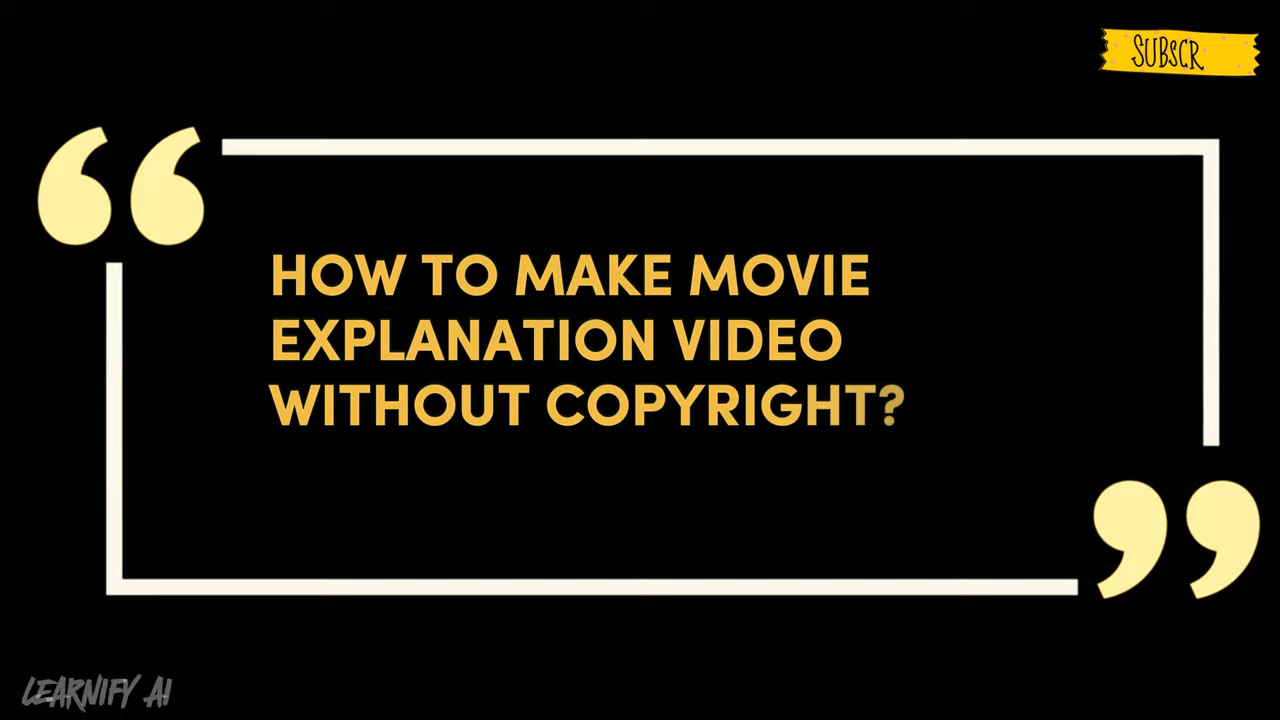 SUBSCR
HOW TO MAKE MOVIE
EXPLANATION VIDEO
WITHOUT COPYRIGHT?
LEARNIFY AI